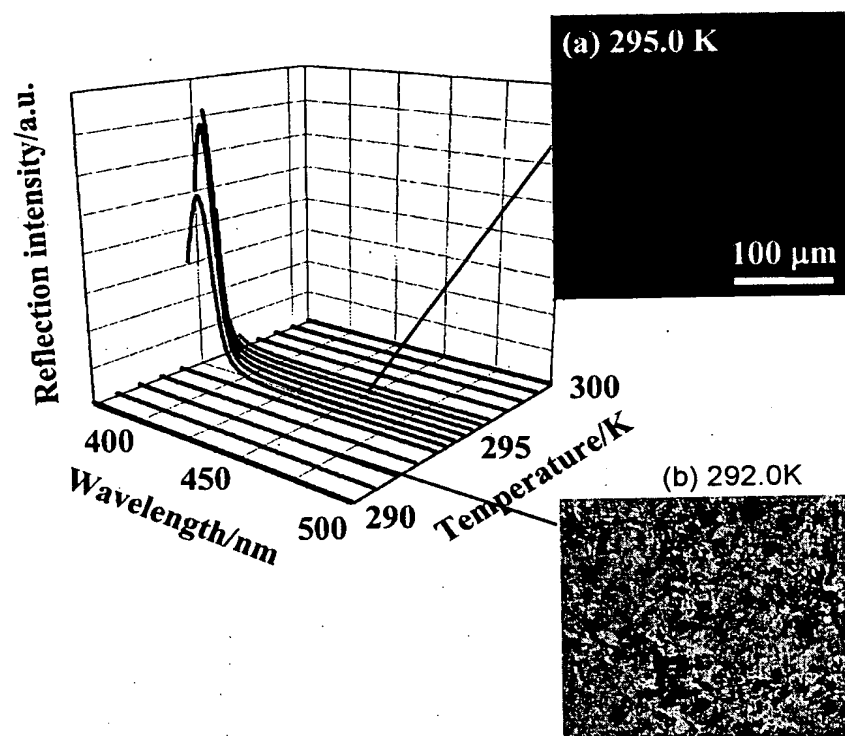 (a) 295.0 K
100 μm
Reflection intensity/a.u.
400
450
500
Wavelength/nm
290
295
300
Temperature/K
(b) 292.0K